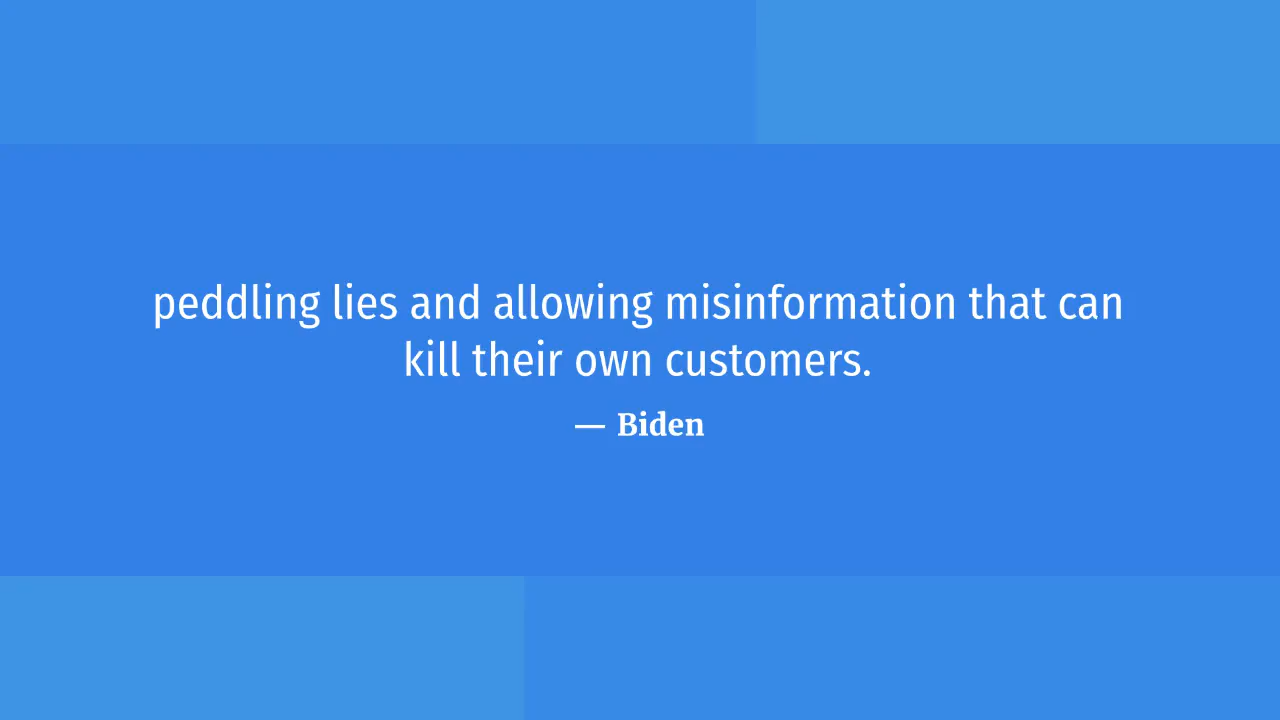 peddling lies and allowing misinformation that can
kill their own customers.
— Biden